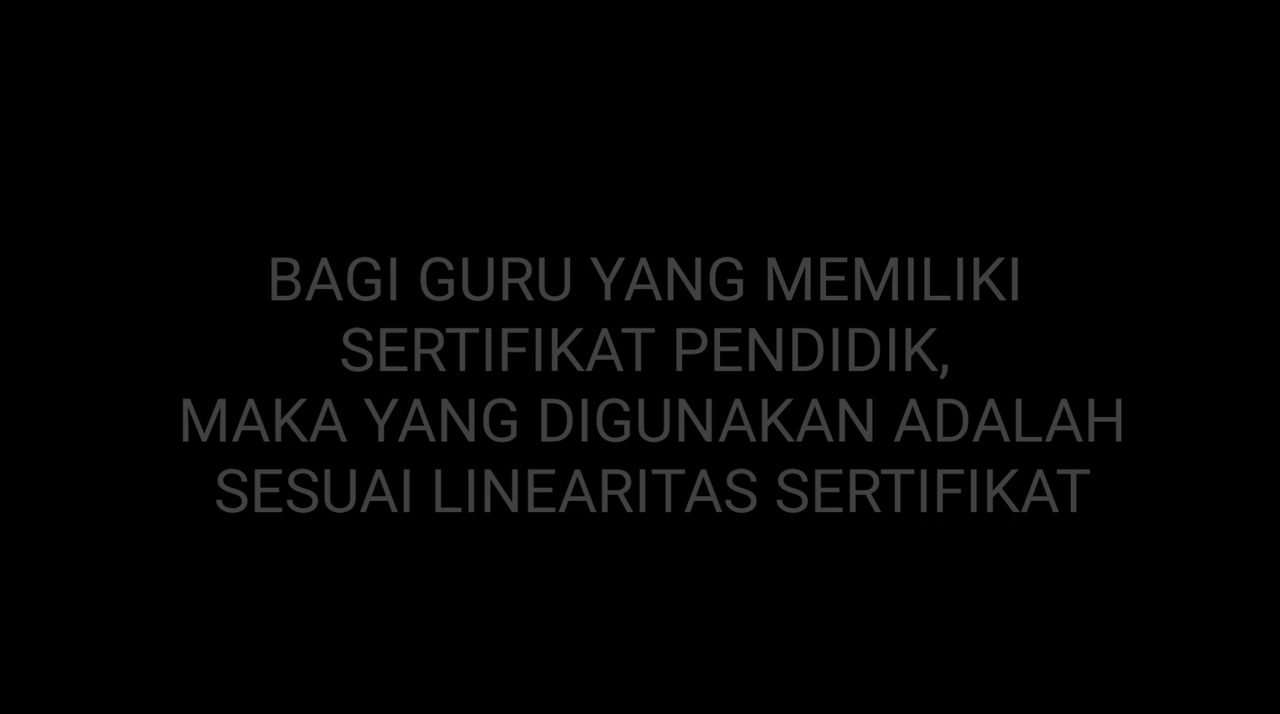 BAGI GURU YANG MEMILIKI
SERTIFIKAT PENDIDIK,
MAKA YANG DIGUNAKAN ADALAH
SESUAI LINEARITAS SERTIFIKAT